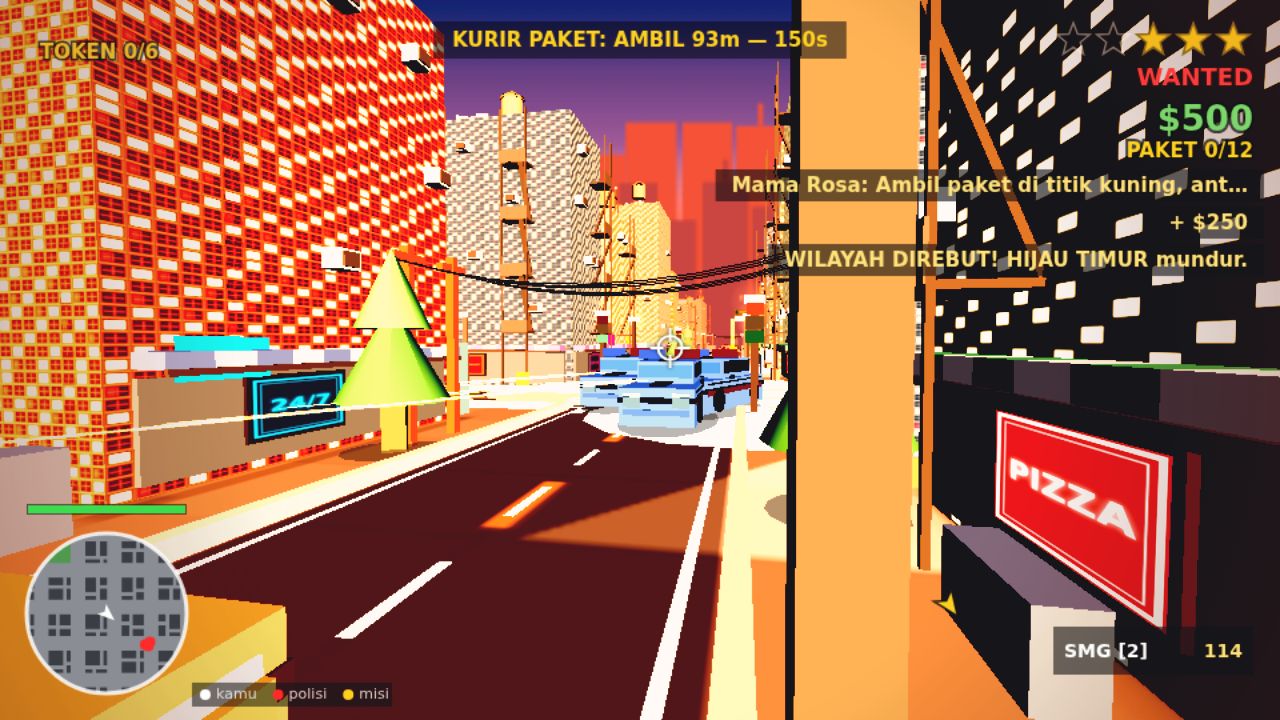 TOKEN 0/6
KURIR PAKET: AMBIL 93m — 150s
WANTED
$500
PAKET 0/12
Mama Rosa: Ambil paket di titik kuning, ant...
+ $250
WILAYAH DIREBUT! HIJAU TIMUR mundur.
24/7
PIZZA
SMG [2] 114
kamu polisi misi